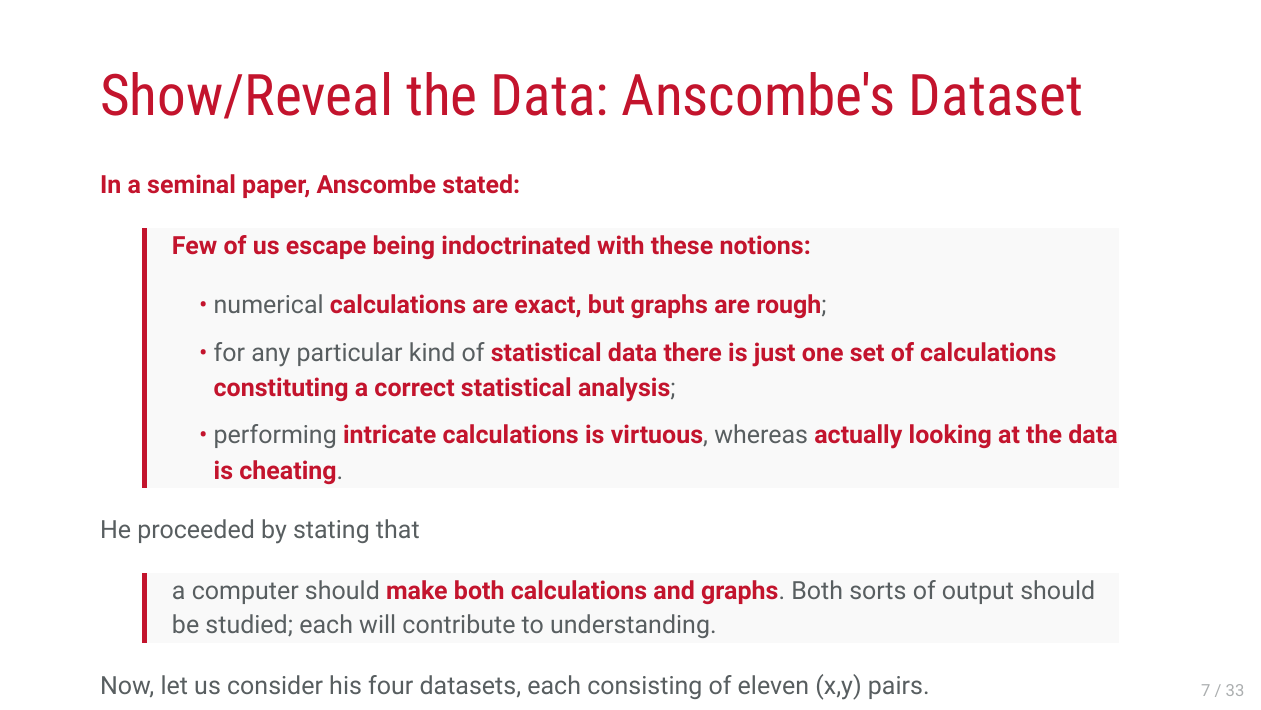 Show/Reveal the Data: Anscombe's Dataset
In a seminal paper, Anscombe stated:
Few of us escape being indoctrinated with these notions:
• numerical calculations are exact, but graphs are rough;
• for any particular kind of statistical data there is just one set of calculations
constituting a correct statistical analysis;
• performing intricate calculations is virtuous, whereas actually looking at the data
is cheating.
He proceeded by stating that
a computer should make both calculations and graphs. Both sorts of output should
be studied; each will contribute to understanding.
Now, let us consider his four datasets, each consisting of eleven (x,y) pairs.
7 / 33